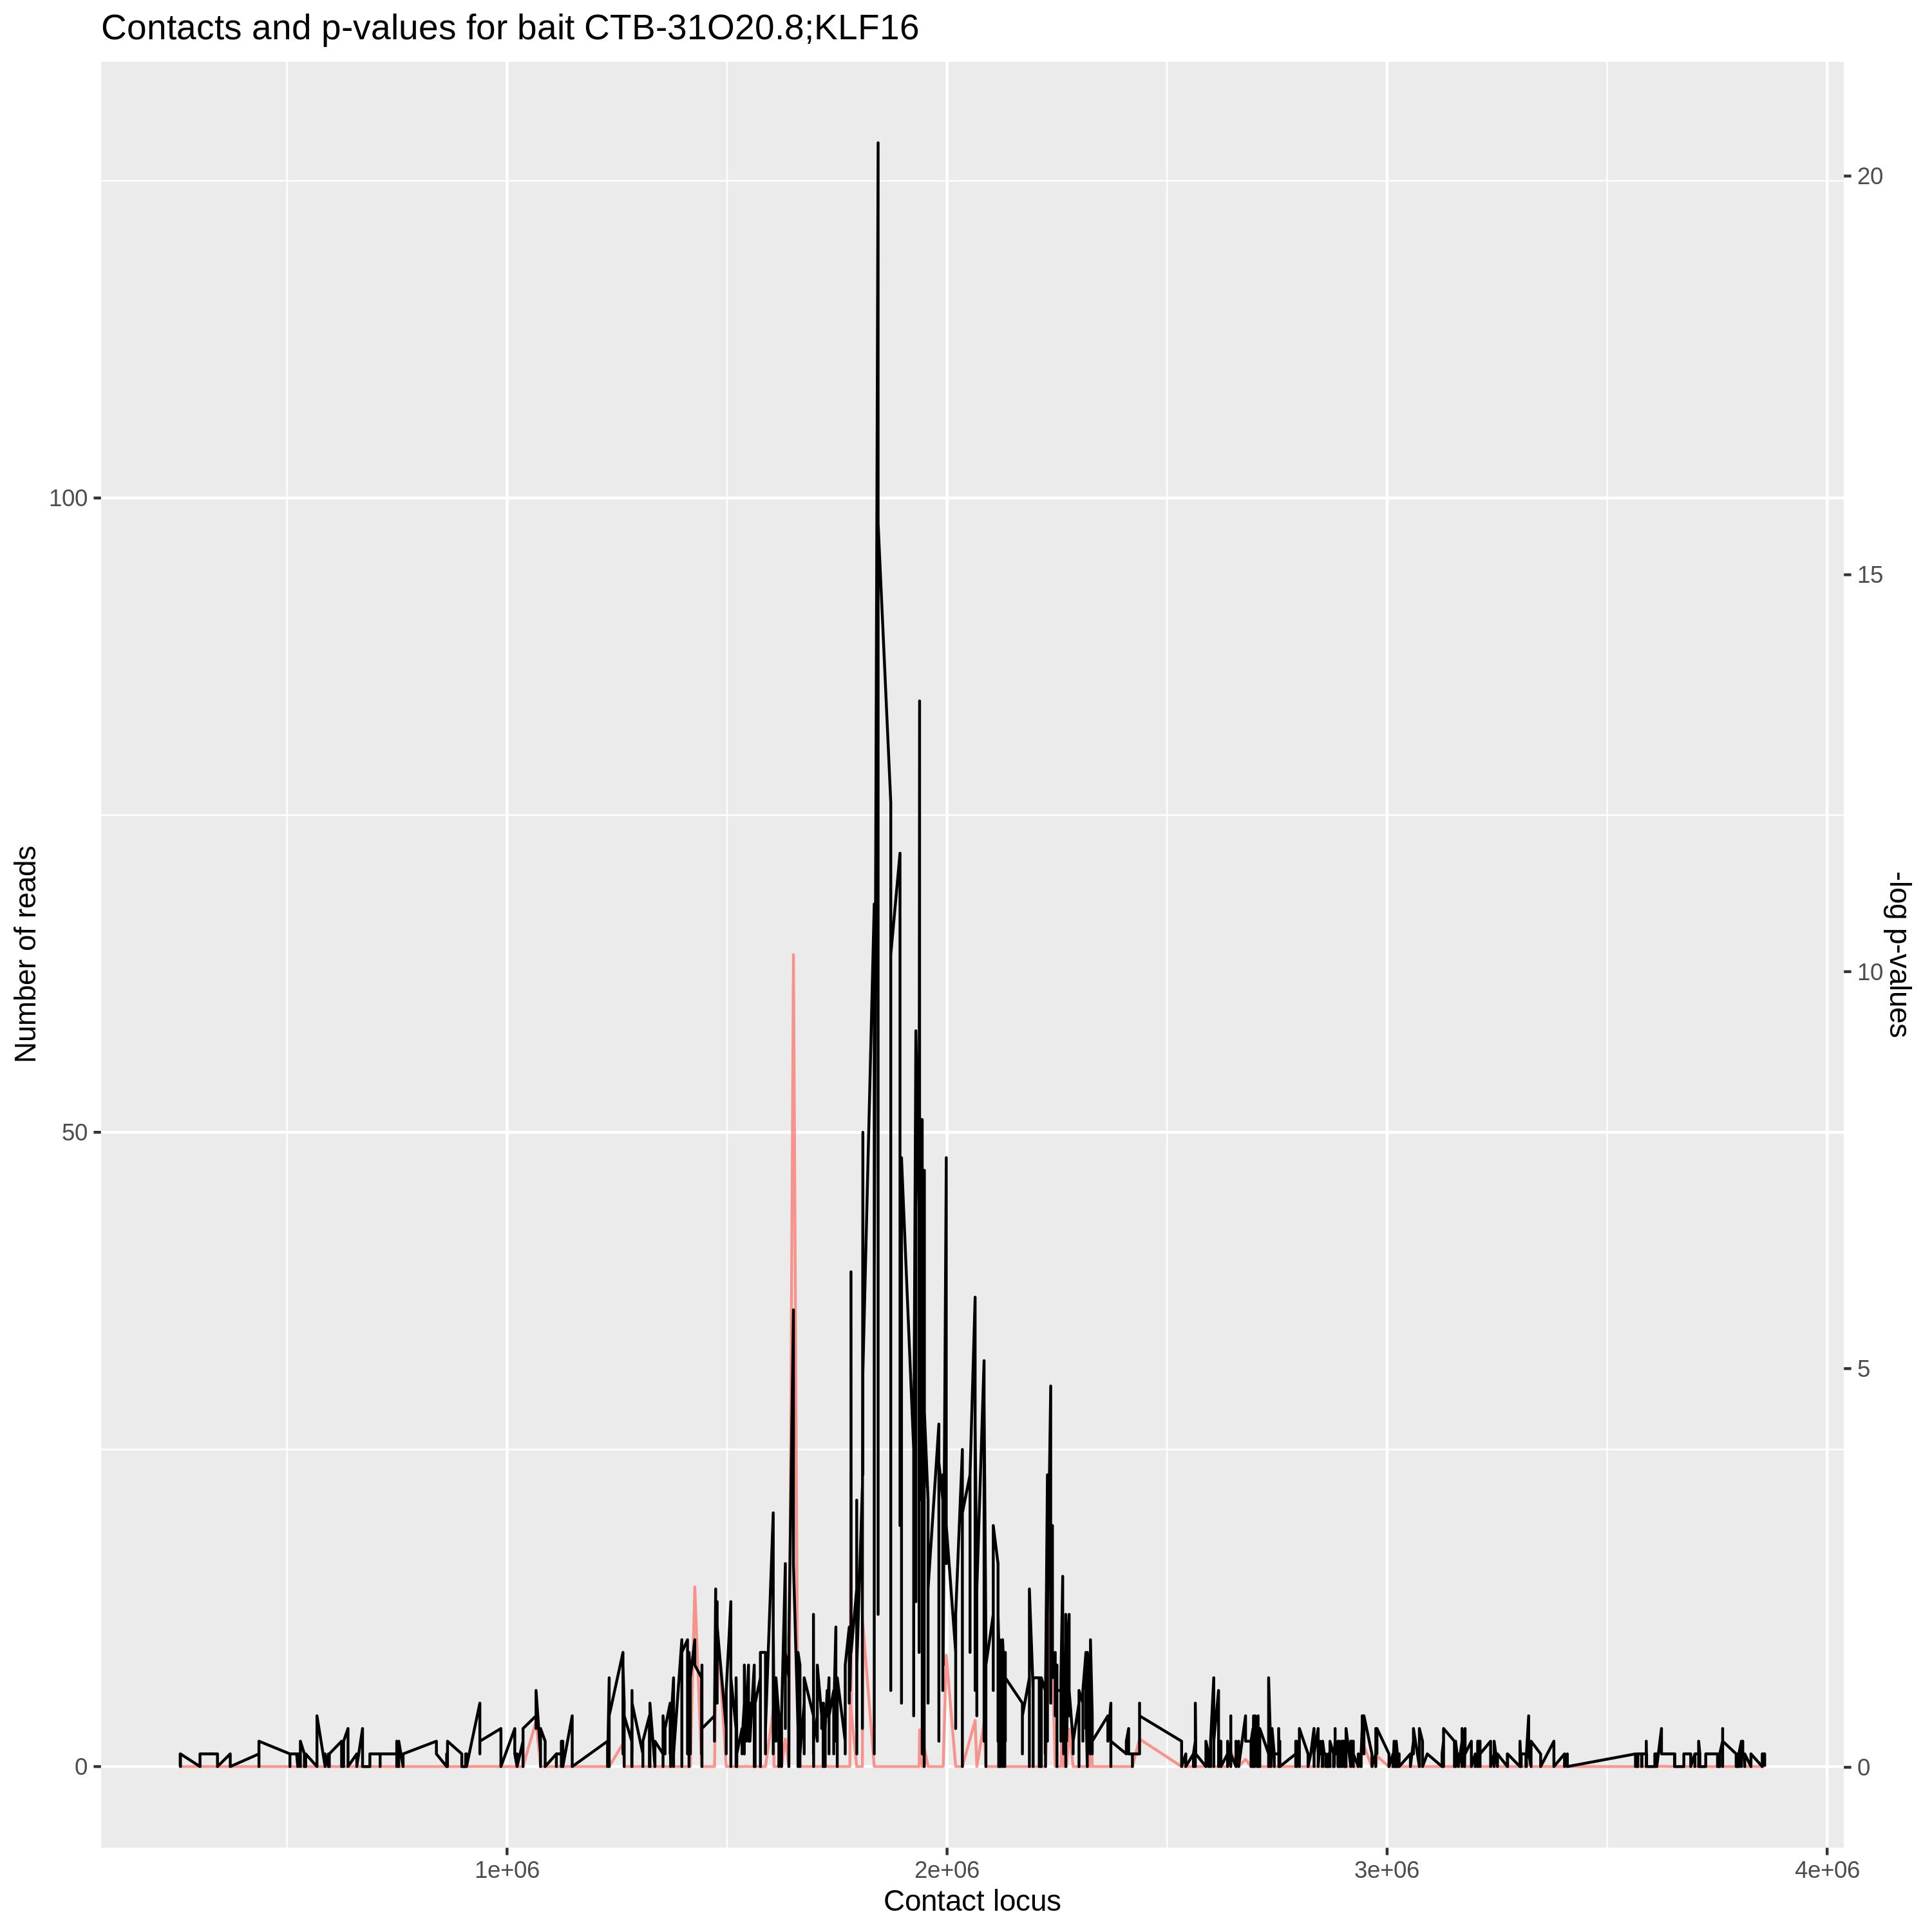 Contacts and p-values for bait CTB-31O20.8;KLF16
Number of reads
100
50
0
20
15
10
5
0
-log p-values
1e+06
2e+06
3e+06
4e+06
Contact locus